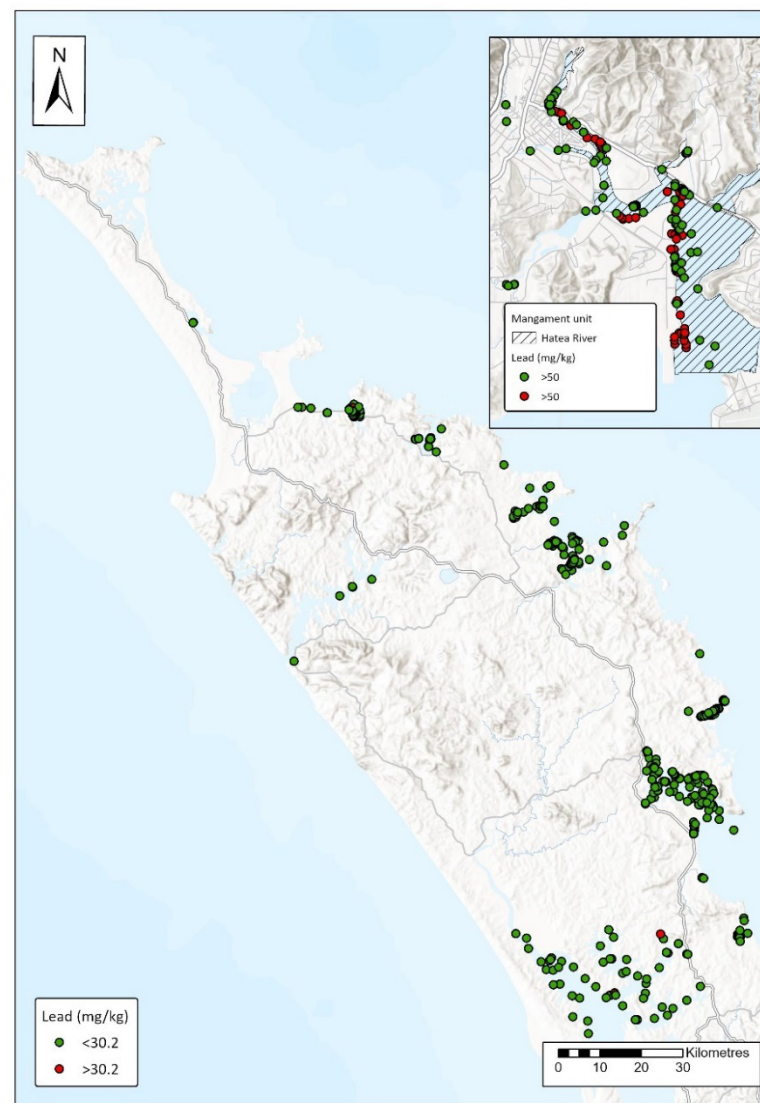 N
Mangament unit
Hatea River
Lead (mg/kg)
>50
>50
Lead (mg/kg)
<30.2
>30.2
Kilometres
0 5 10 20 30